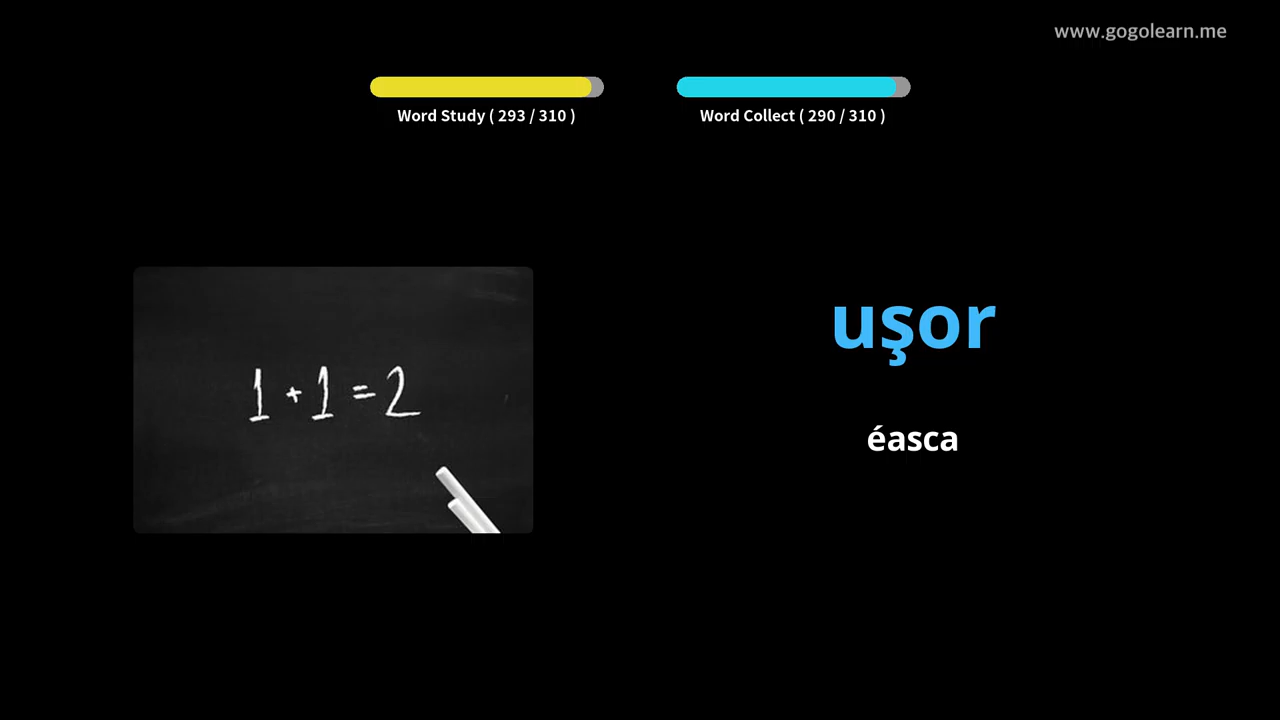 www.gogolearn.me
Word Study ( 293 / 310 )
Word Collect ( 290 / 310 )
1 + 1 = 2
uşor
éasca